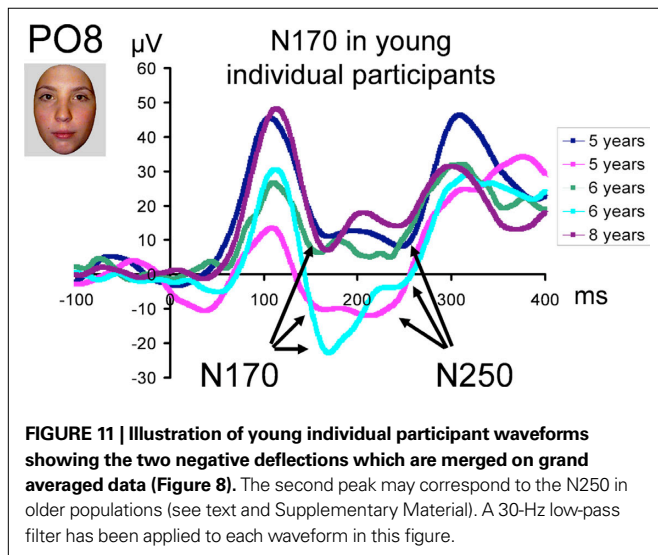 PO8
µV
N170 in young
individual participants
60
50
40
30
20
10
0
-10
-20
-30
-100
0
100
200
300
400
ms
5 years
5 years
6 years
6 years
8 years
N170
N250
FIGURE 11 | Illustration of young individual participant waveforms
showing the two negative deflections which are merged on grand
averaged data (Figure 8). The second peak may correspond to the N250 in
older populations (see text and Supplementary Material). A 30-Hz low-pass
filter has been applied to each waveform in this figure.